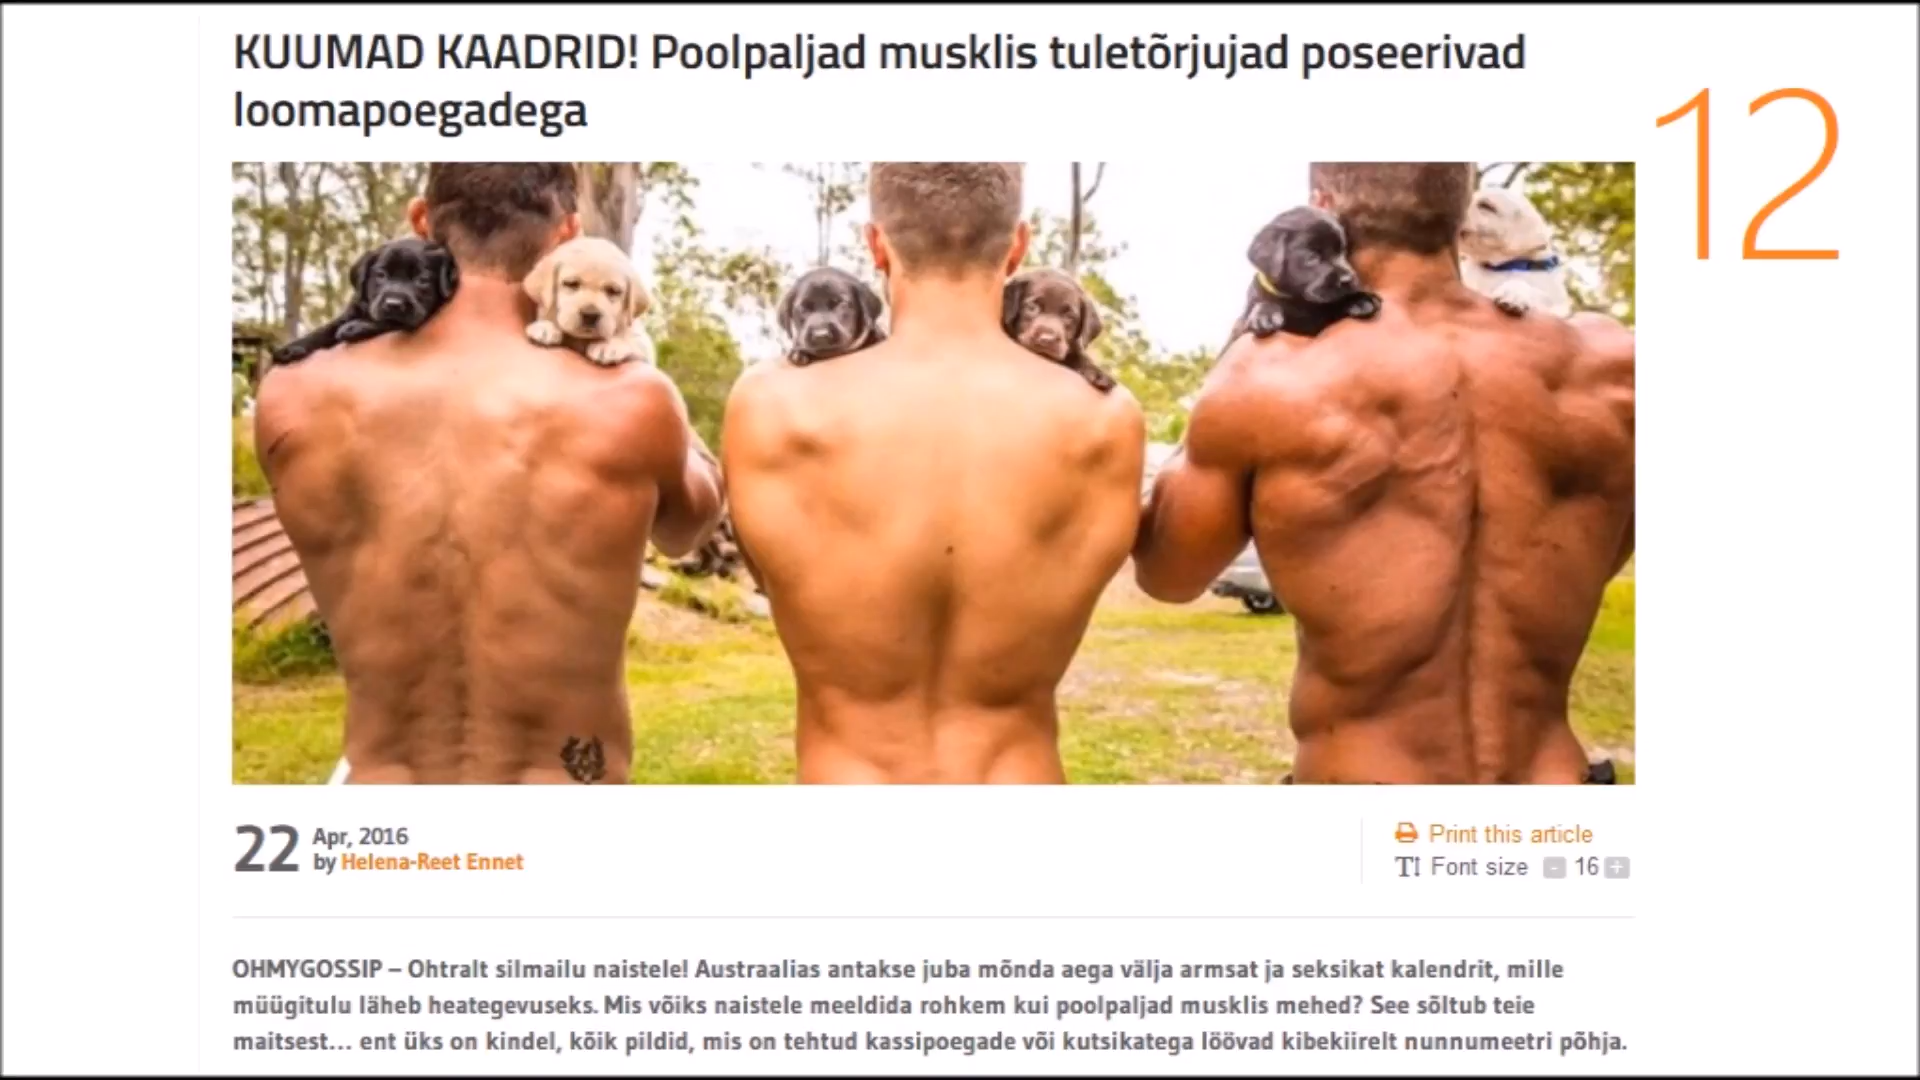 KUUMAD KAADRID! Poolpaljad musklis tuletõrjujad poseerivad
loomapoegadega
12
22
Apr, 2016
by Helena-Reet Ennet
Print this article
Font size - 16 +
OHMYGOSSIP – Ohtralt silmailu naistele! Austraalias antakse juba mõnda aega välja armsat ja seksikat kalendrit, mille
müügitulu läheb heategevuseks. Mis võiks naistele meeldida rohkem kui poolpaljad musklis mehed? See sõltub teie
maitsest... ent üks on kindel, kõik pildid, mis on tehtud kassipoegade või kutsikatega löövad kibekiirelt nunnumeetri põhja.